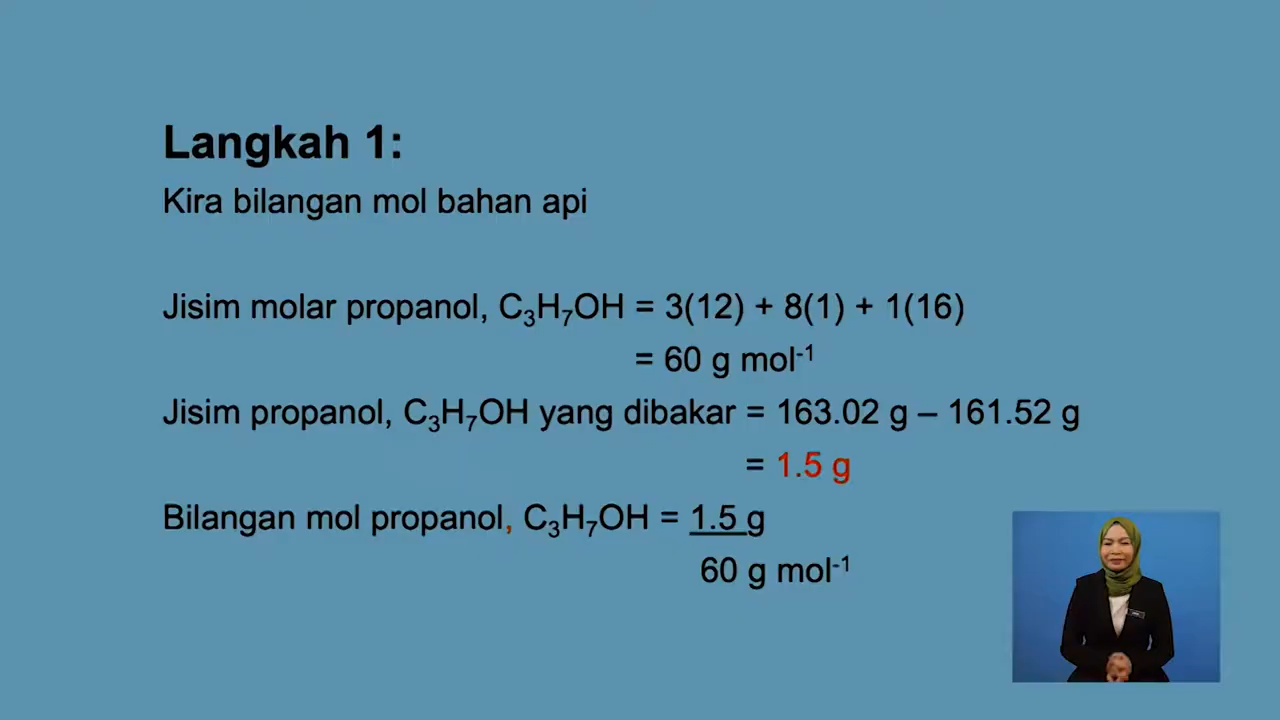 Langkah 1:
Kira bilangan mol bahan api
Jisim molar propanol, C₃H₇OH = 3(12) + 8(1) + 1(16)
= 60 g mol⁻¹
Jisim propanol, C₃H₇OH yang dibakar = 163.02 g – 161.52 g
= 1.5 g
Bilangan mol propanol, C₃H₇OH = 1.5 g
60 g mol⁻¹